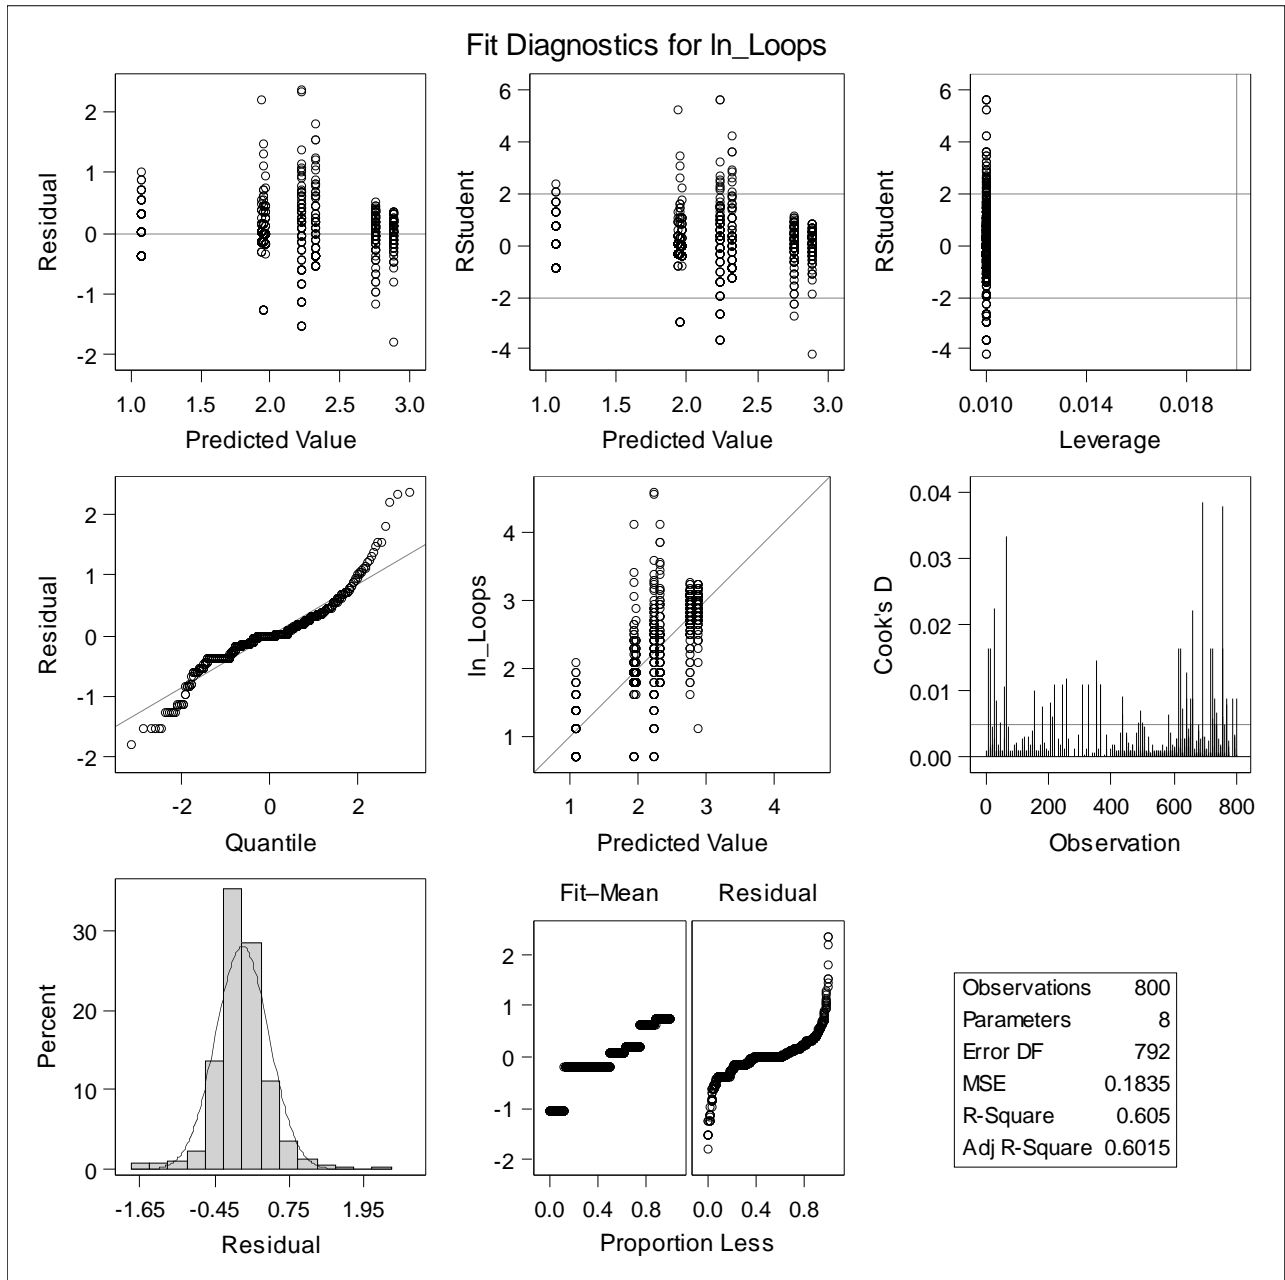 Fit Diagnostics for ln_Loops
Residual
2
1
0
-1
-2
1.0 1.5 2.0 2.5 3.0
Predicted Value
RStudent
6
4
2
0
-2
-4
1.0 1.5 2.0 2.5 3.0
Predicted Value
RStudent
6
4
2
0
-2
-4
0.010 0.014 0.018
Leverage
Residual
2
1
0
-1
-2
-2 0 2
Quantile
ln_Loops
4
3
2
1
1 2 3 4
Predicted Value
Cook's D
0.04
0.03
0.02
0.01
0.00
0 200 400 600 800
Observation
Percent
30
20
10
0
-1.65 -0.45 0.75 1.95
Residual
Fit–Mean Residual
2
1
0
-1
-2
0.0 0.4 0.8 0.0 0.4 0.8
Proportion Less
Observations 800
Parameters 8
Error DF 792
MSE 0.1835
R-Square 0.605
Adj R-Square 0.6015